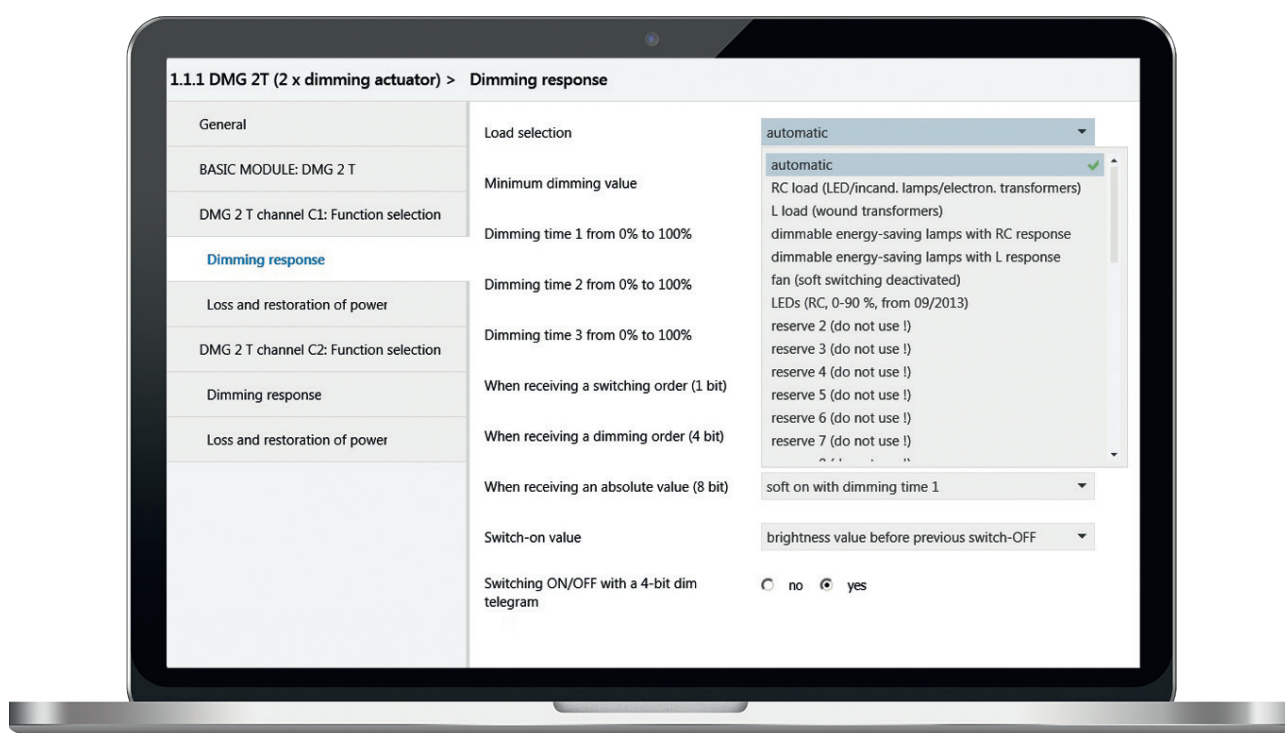 1.1.1 DMG 2T (2 x dimming actuator) > Dimming response
General
BASIC MODULE: DMG 2 T
DMG 2 T channel C1: Function selection
Dimming response
Loss and restoration of power
DMG 2 T channel C2: Function selection
Dimming response
Loss and restoration of power
Load selection
automatic
automatic
RC load (LED/incand. lamps/electron. transformers)
L load (wound transformers)
dimmable energy-saving lamps with RC response
dimmable energy-saving lamps with L response
fan (soft switching deactivated)
LEDs (RC, 0-90 %, from 09/2013)
reserve 2 (do not use !)
reserve 3 (do not use !)
reserve 4 (do not use !)
reserve 5 (do not use !)
reserve 6 (do not use !)
reserve 7 (do not use !)
Minimum dimming value
Dimming time 1 from 0% to 100%
Dimming time 2 from 0% to 100%
Dimming time 3 from 0% to 100%
When receiving a switching order (1 bit)
When receiving a dimming order (4 bit)
When receiving an absolute value (8 bit)
soft on with dimming time 1
Switch-on value
brightness value before previous switch-OFF
Switching ON/OFF with a 4-bit dim
telegram
no yes